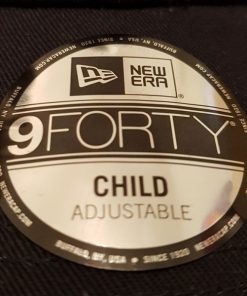 NEW ERA
9FORTY
CHILD
ADJUSTABLE
BUFFALO, NY, USA • SINCE 1920
NEWERACAP.COM